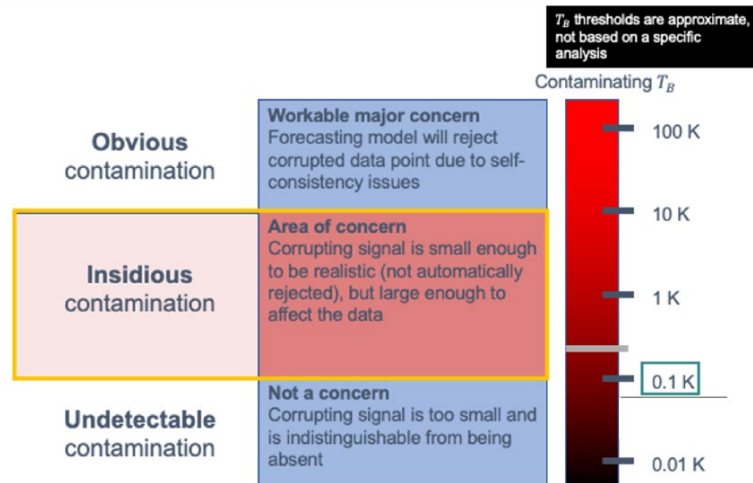 T_B thresholds are approximate,
not based on a specific
analysis
Contaminating T_B
Obvious
contamination
Workable major concern
Forecasting model will reject
corrupted data point due to self-
consistency issues
100 K
10 K
Insidious
contamination
Area of concern
Corrupting signal is small enough
to be realistic (not automatically
rejected), but large enough to
affect the data
1 K
0.1 K
Undetectable
contamination
Not a concern
Corrupting signal is too small and
is indistinguishable from being
absent
0.01 K